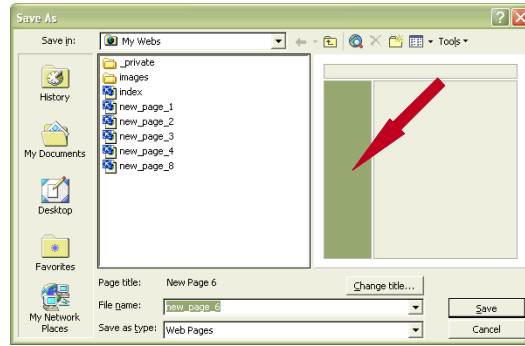 Save As
Save in:
My Webs
Tools
History
My Documents
Desktop
Favorites
My Network
Places
_private
images
index
new_page_1
new_page_2
new_page_3
new_page_4
new_page_8
Page title:
New Page 6
Change title...
File name:
new_page_6
Save
Save as type:
Web Pages
Cancel